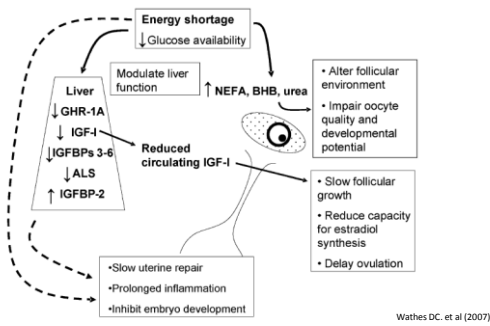 Energy shortage
↓Glucose availability
Modulate liver
function
↑ NEFA, BHB, urea
• Alter follicular
environment
• Impair oocyte
quality and
developmental
potential
Liver
↓GHR-1A
↓ IGF-I
↓IGFBPs 3-6
↓ALS
↑ IGFBP-2
Reduced
circulating IGF-I
• Slow follicular
growth
• Reduce capacity
for estradiol
synthesis
• Delay ovulation
•Slow uterine repair
•Prolonged inflammation
•Inhibit embryo development
Wathes DC. et al (2007)